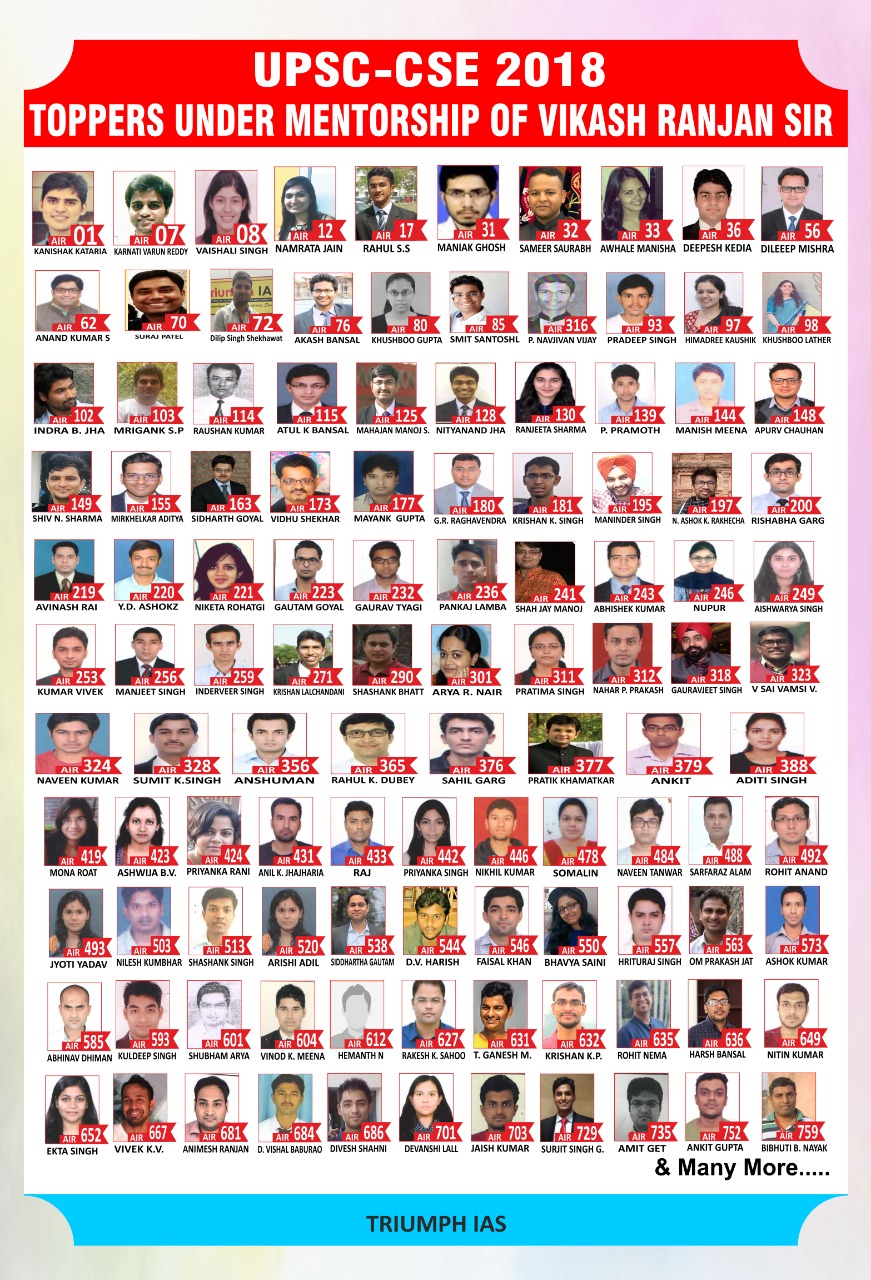 UPSC-CSE 2018
TOPPERS UNDER MENTORSHIP OF VIKASH RANJAN SIR
AIR 01 AIR 07 AIR 08 AIR 12 AIR 17 AIR 31 AIR 32 AIR 33 AIR 36 AIR 56
KANISHAK KATARIA KARNATI VARUN REDDY VAISHALI SINGH NAMRATA JAIN RAHUL S.S MANIAK GHOSH SAMEER SAURABH AWHALE MANISHA DEEPESH KEDIA DILEEEP MISHRA
AIR 62 AIR 70 AIR 72 AIR 76 AIR 80 AIR 85 AIR 316 AIR 93 AIR 97 AIR 98
ANAND KUMAR S SURAJ PATEL Dilip Singh Shekhawat AKASH BANSAL KHUSHBOO GUPTA SMIT SANTOSHL P. NAVJIVAN VIJAY PRADEEP SINGH HIMADREE KAUSHIK KHUSHBOO LATHER
AIR 102 AIR 103 AIR 114 AIR 115 AIR 125 AIR 128 AIR 130 AIR 139 AIR 144 AIR 148
INDRA B. JHA MRIGANK S.P RAUSHAN KUMAR ATUL K BANSAL MAHAJAN MANOJ S. NITYANAND JHA RANJEETA SHARMA P. PRAMOTH MANISH MEENA APURV CHAUHAN
AIR 149 AIR 155 AIR 163 AIR 173 AIR 177 AIR 180 AIR 181 AIR 195 AIR 197 AIR 200
SHIV N. SHARMA MIRKHELKAR ADITYA SIDHARTH GOYAL VIDHU SHEKHAR MAYANK GUPTA G.R. RAGHAVENDRA KRISHAN K. SINGH MANINDER SINGH N. ASHOK K. RAKHECHA RISHABHA GARG
AIR 219 AIR 220 AIR 221 AIR 223 AIR 232 AIR 236 AIR 241 AIR 243 AIR 246 AIR 249
AVINASH RAI Y.D. ASHOKZ NIKETA ROHATGI GAUTAM GOYAL GAURAV TYAGI PANKAJ LAMBA SHAH JAY MANOJ ABHISHEK KUMAR NUPUR AISHWARYA SINGH
AIR 253 AIR 256 AIR 259 AIR 271 AIR 290 AIR 301 AIR 311 AIR 312 AIR 318 AIR 323
KUMAR VIVEK MANJEET SINGH INDERVEER SINGH KRISHAN LALCHANDANI SHASHANK BHATT ARYA R. NAIR PRATIMA SINGH NAHAR P. PRAKASH GAURAVJEET SINGH V SAI VAMSI V.
AIR 324 AIR 328 AIR 356 AIR 365 AIR 376 AIR 377 AIR 379 AIR 388
NAVEEN KUMAR SUMIT K.SINGH ANSHUMAN RAHUL K. DUBEY SAHIL GARG PRATIK KHAMATKAR ANKIT ADITI SINGH
AIR 419 AIR 423 AIR 424 AIR 431 AIR 433 AIR 442 AIR 446 AIR 478 AIR 484 AIR 488 AIR 492
MONA ROAT ASHWIJA B.V. PRIYANKA RANI ANIL K. JHAJHARIA RAJ PRIYANKA SINGH NIKHIL KUMAR SOMALIN NAVEEN TANWAR SARFARAZ ALAM ROHIT ANAND
AIR 493 AIR 503 AIR 513 AIR 520 AIR 538 AIR 544 AIR 546 AIR 550 AIR 557 AIR 563 AIR 573
JYOTI YADAV NILESH KUMBHAR SHASHANK SINGH ARISHI ADIL SIDDHARTHA GAUTAM D.V. HARISH FAISAL KHAN BHAVYA SAINI HRITURAJ SINGH OM PRAKASH JAT ASHOK KUMAR
AIR 585 AIR 593 AIR 601 AIR 604 AIR 612 AIR 627 AIR 631 AIR 632 AIR 635 AIR 636 AIR 649
ABHINAV DHIMAN KULDEEP SINGH SHUBHAM ARYA VINOD K. MEENA HEMANTH N RAKESH K. SAHOO T. GANESH M. KRISHAN K.P. ROHIT NEMA HARSH BANSAL NITIN KUMAR
AIR 652 AIR 667 AIR 681 AIR 684 AIR 686 AIR 701 AIR 703 AIR 729 AIR 735 AIR 752 AIR 759
EKTA SINGH VIVEK K.V. ANIMESH RANJAN D. VISHAL BABURAO DIVESH SHAHNI DEVANSHI LALL JAISH KUMAR SURJIT SINGH G. AMIT GET ANKIT GUPTA BIBHUTI B. NAYAK
& Many More.....
TRIUMPH IAS